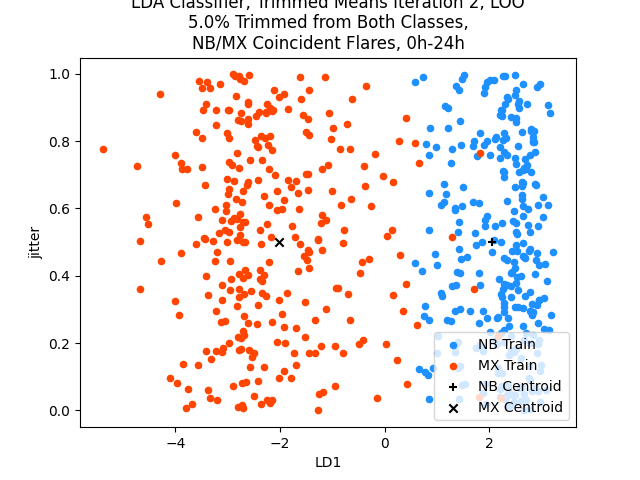 LDA Classifier, Trimmed Means Iteration 2, LOO
5.0% Trimmed from Both Classes,
NB/MX Coincident Flares, 0h-24h
1.0
0.8
0.6
0.4
0.2
0.0
jitter
−4
−2
0
2
LD1
NB Train
MX Train
NB Centroid
MX Centroid